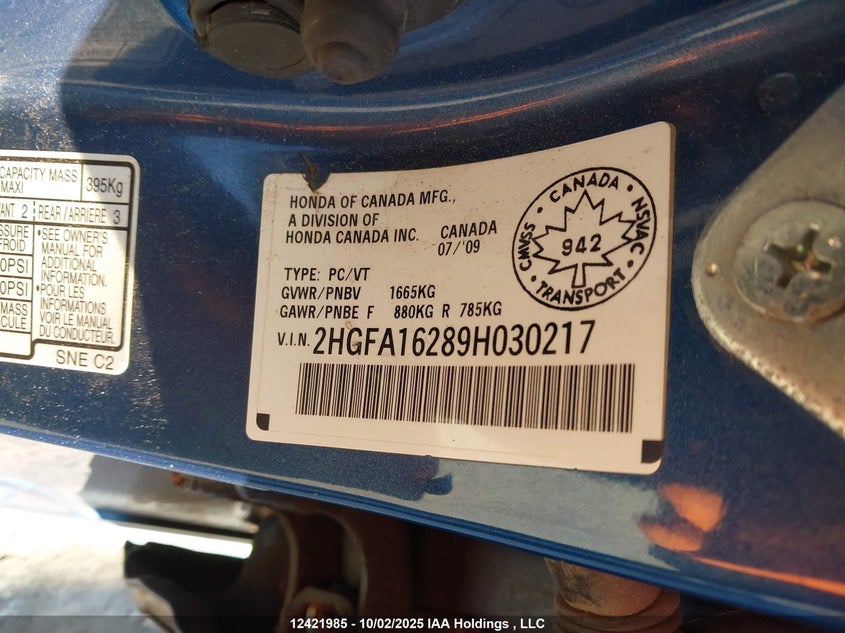 CAPACITY MASS
MAXI 395Kg
ANT 2 REAR/ARRIERE 3
SSURE
FROID
0PSI
0PSI
MASS
CULE
•SEE OWNER'S
MANUAL FOR
ADDITIONAL
INFORMATION.
•POUR LES
INFORMATIONS
VOIR LE MANUEL
DU CONDUCTEUR.
SNE C2
HONDA OF CANADA MFG.,
A DIVISION OF
HONDA CANADA INC. CANADA
07/'09
TYPE: PC/VT
GVWR/PNBV 1665KG
GAWR/PNBE F 880KG R 785KG
V.I.N. 2HGFA16289H030217
CMVSS • CANADA • NSVAC • TRANSPORT •
942
12421985 - 10/02/2025 IAA Holdings , LLC